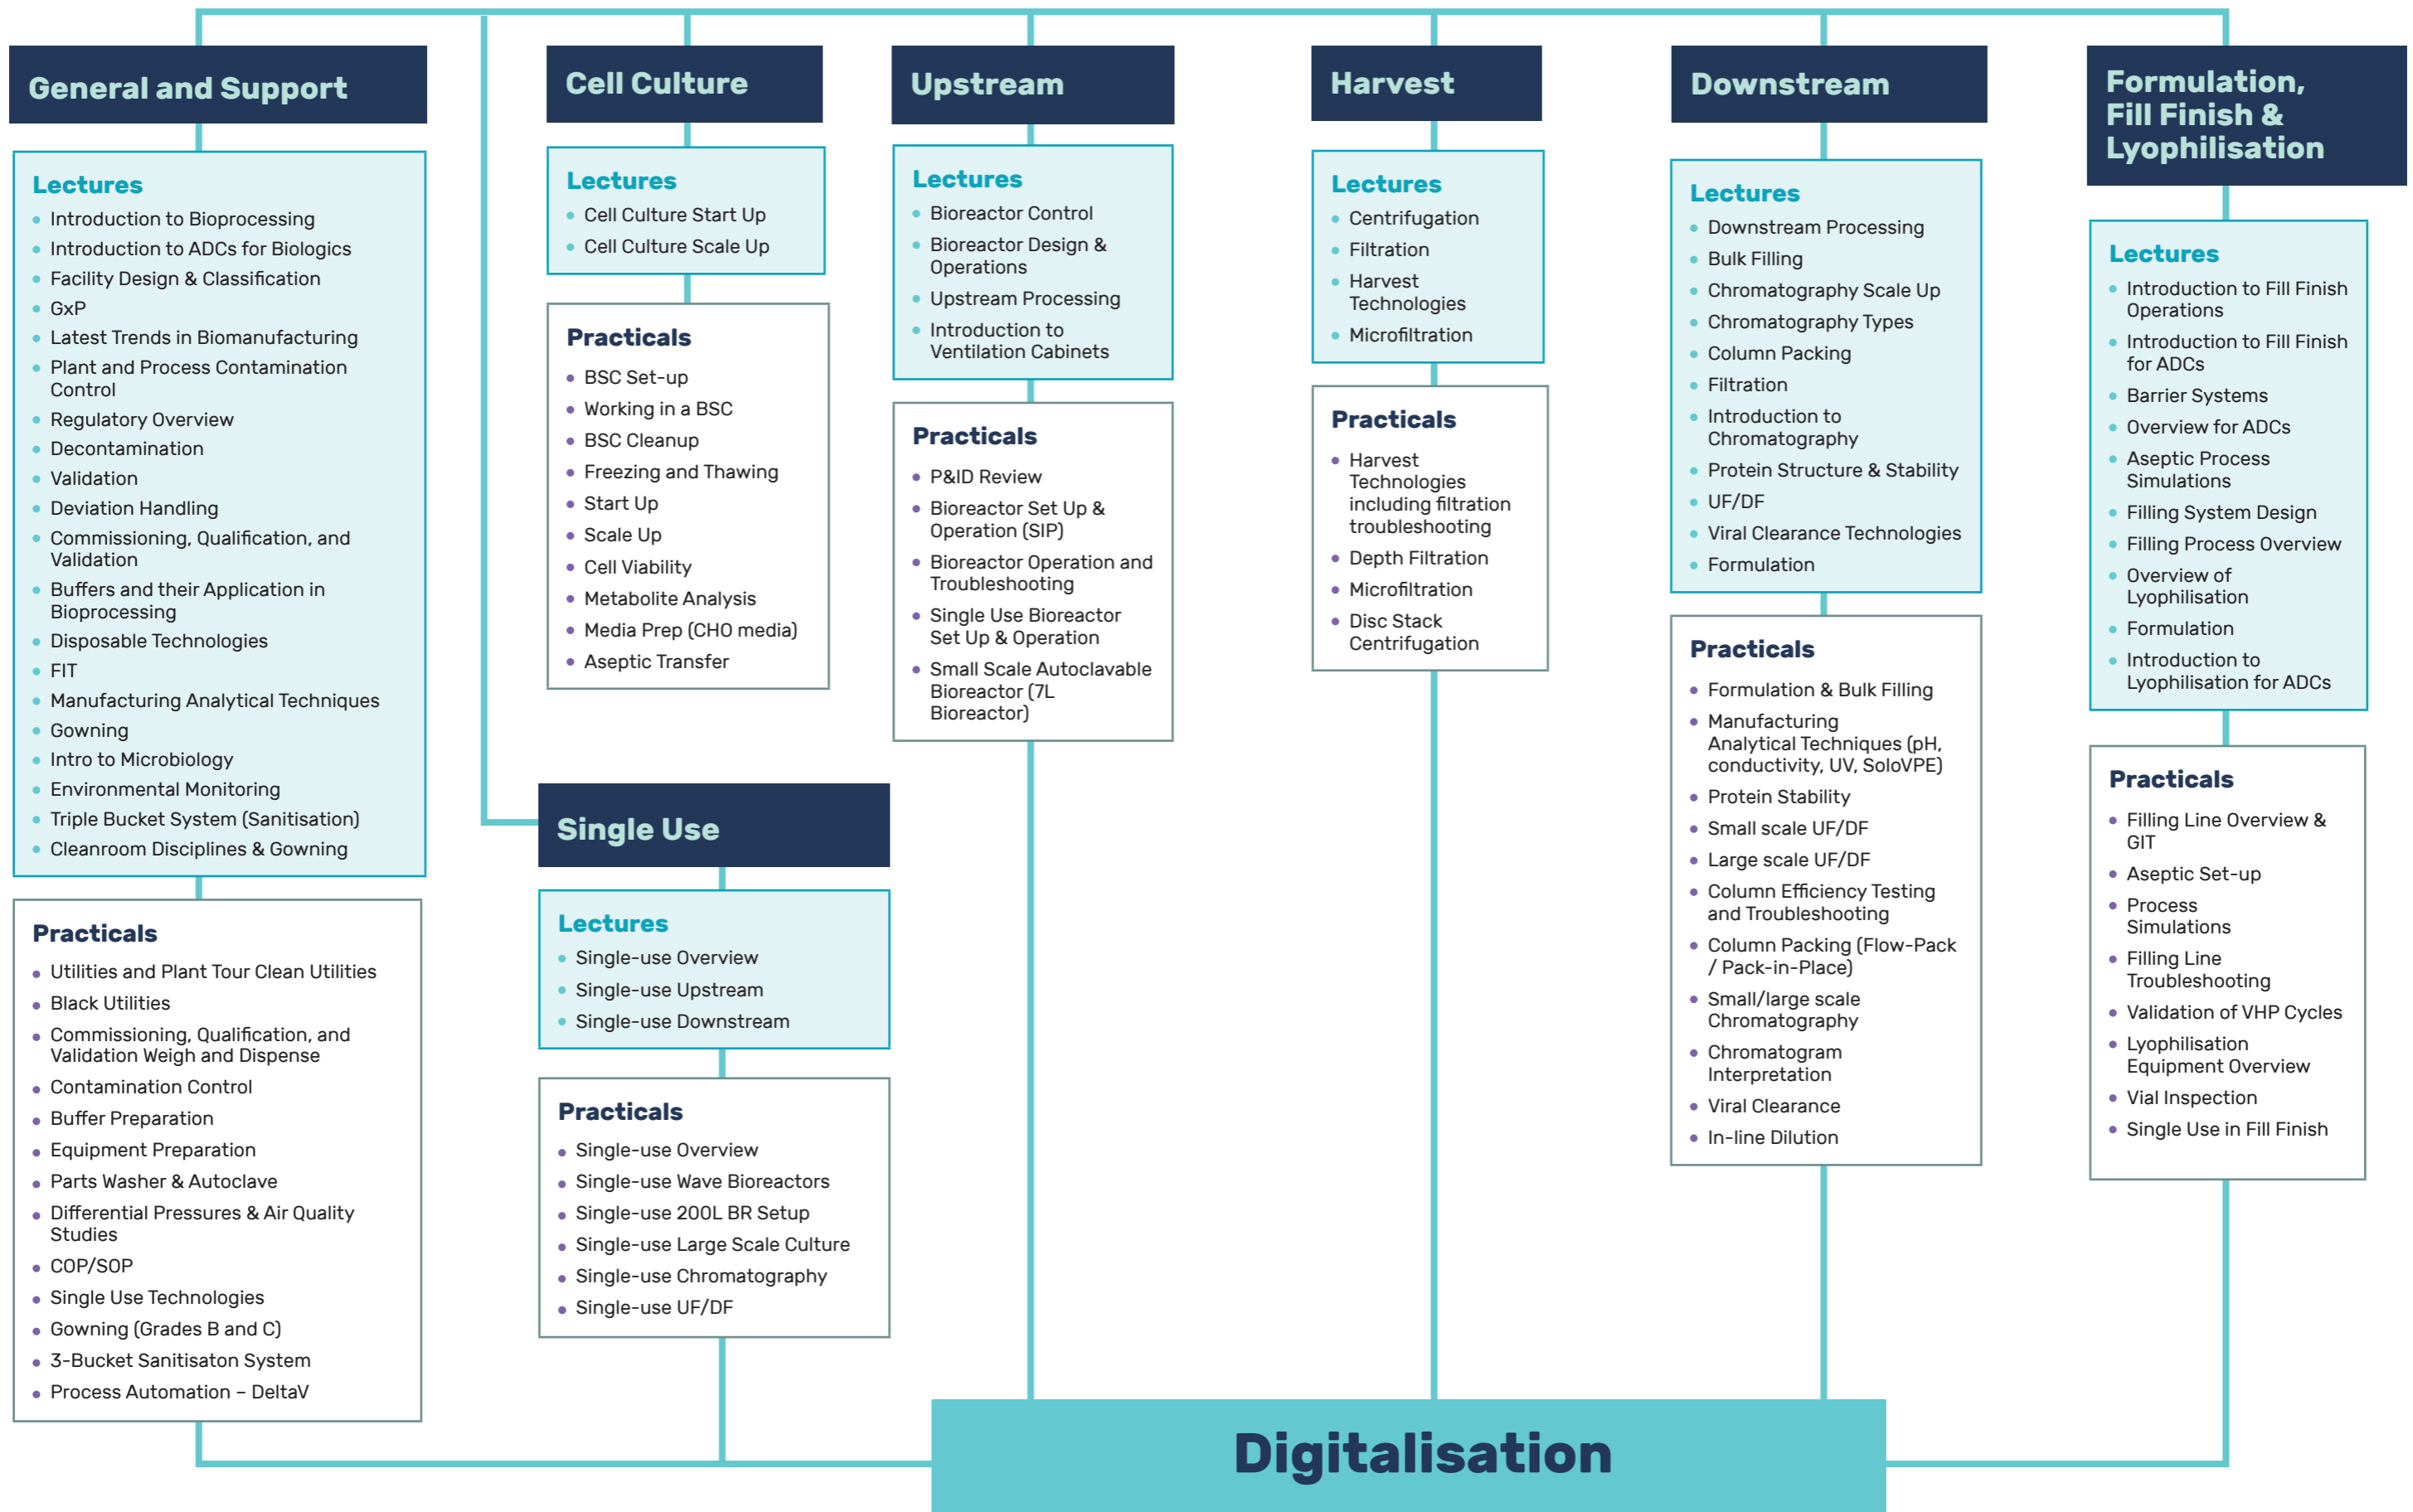 General and Support
Lectures
Introduction to Bioprocessing
Introduction to ADCs for Biologics
Facility Design & Classification
GxP
Latest Trends in Biomanufacturing
Plant and Process Contamination
Control
Regulatory Overview
Decontamination
Validation
Deviation Handling
Commissioning, Qualification, and
Validation
Buffers and their Application in
Bioprocessing
Disposable Technologies
FIT
Manufacturing Analytical Techniques
Gowning
Intro to Microbiology
Environmental Monitoring
Triple Bucket System (Sanitisation)
Cleanroom Disciplines & Gowning
Practicals
Utilities and Plant Tour Clean Utilities
Black Utilities
Commissioning, Qualification, and
Validation Weigh and Dispense
Contamination Control
Buffer Preparation
Equipment Preparation
Parts Washer & Autoclave
Differential Pressures & Air Quality
Studies
COP/SOP
Single Use Technologies
Gowning (Grades B and C)
3-Bucket Sanitisaton System
Process Automation – DeltaV
Cell Culture
Lectures
Cell Culture Start Up
Cell Culture Scale Up
Practicals
BSC Set-up
Working in a BSC
BSC Cleanup
Freezing and Thawing
Start Up
Scale Up
Cell Viability
Metabolite Analysis
Media Prep (CHO media)
Aseptic Transfer
Single Use
Lectures
Single-use Overview
Single-use Upstream
Single-use Downstream
Practicals
Single-use Overview
Single-use Wave Bioreactors
Single-use 200L BR Setup
Single-use Large Scale Culture
Single-use Chromatography
Single-use UF/DF
Upstream
Lectures
Bioreactor Control
Bioreactor Design &
Operations
Upstream Processing
Introduction to
Ventilation Cabinets
Practicals
P&ID Review
Bioreactor Set Up &
Operation (SIP)
Bioreactor Operation and
Troubleshooting
Single Use Bioreactor
Set Up & Operation
Small Scale Autoclavable
Bioreactor (7L
Bioreactor)
Harvest
Lectures
Centrifugation
Filtration
Harvest
Technologies
Microfiltration
Practicals
Harvest
Technologies
including filtration
troubleshooting
Depth Filtration
Microfiltration
Disc Stack
Centrifugation
Downstream
Lectures
Downstream Processing
Bulk Filling
Chromatography Scale Up
Chromatography Types
Column Packing
Filtration
Introduction to
Chromatography
Protein Structure & Stability
UF/DF
Viral Clearance Technologies
Formulation
Practicals
Formulation & Bulk Filling
Manufacturing
Analytical Techniques (pH,
conductivity, UV, SoloVPE)
Protein Stability
Small scale UF/DF
Large scale UF/DF
Column Efficiency Testing
and Troubleshooting
Column Packing (Flow-Pack
/ Pack-in-Place)
Small/large scale
Chromatography
Chromatogram
Interpretation
Viral Clearance
In-line Dilution
Formulation,
Fill Finish &
Lyophilisation
Lectures
Introduction to Fill Finish
Operations
Introduction to Fill Finish
for ADCs
Barrier Systems
Overview for ADCs
Aseptic Process
Simulations
Filling System Design
Filling Process Overview
Overview of
Lyophilisation
Formulation
Introduction to
Lyophilisation for ADCs
Practicals
Filling Line Overview &
GIT
Aseptic Set-up
Process
Simulations
Filling Line
Troubleshooting
Validation of VHP Cycles
Lyophilisation
Equipment Overview
Vial Inspection
Single Use in Fill Finish
Digitalisation